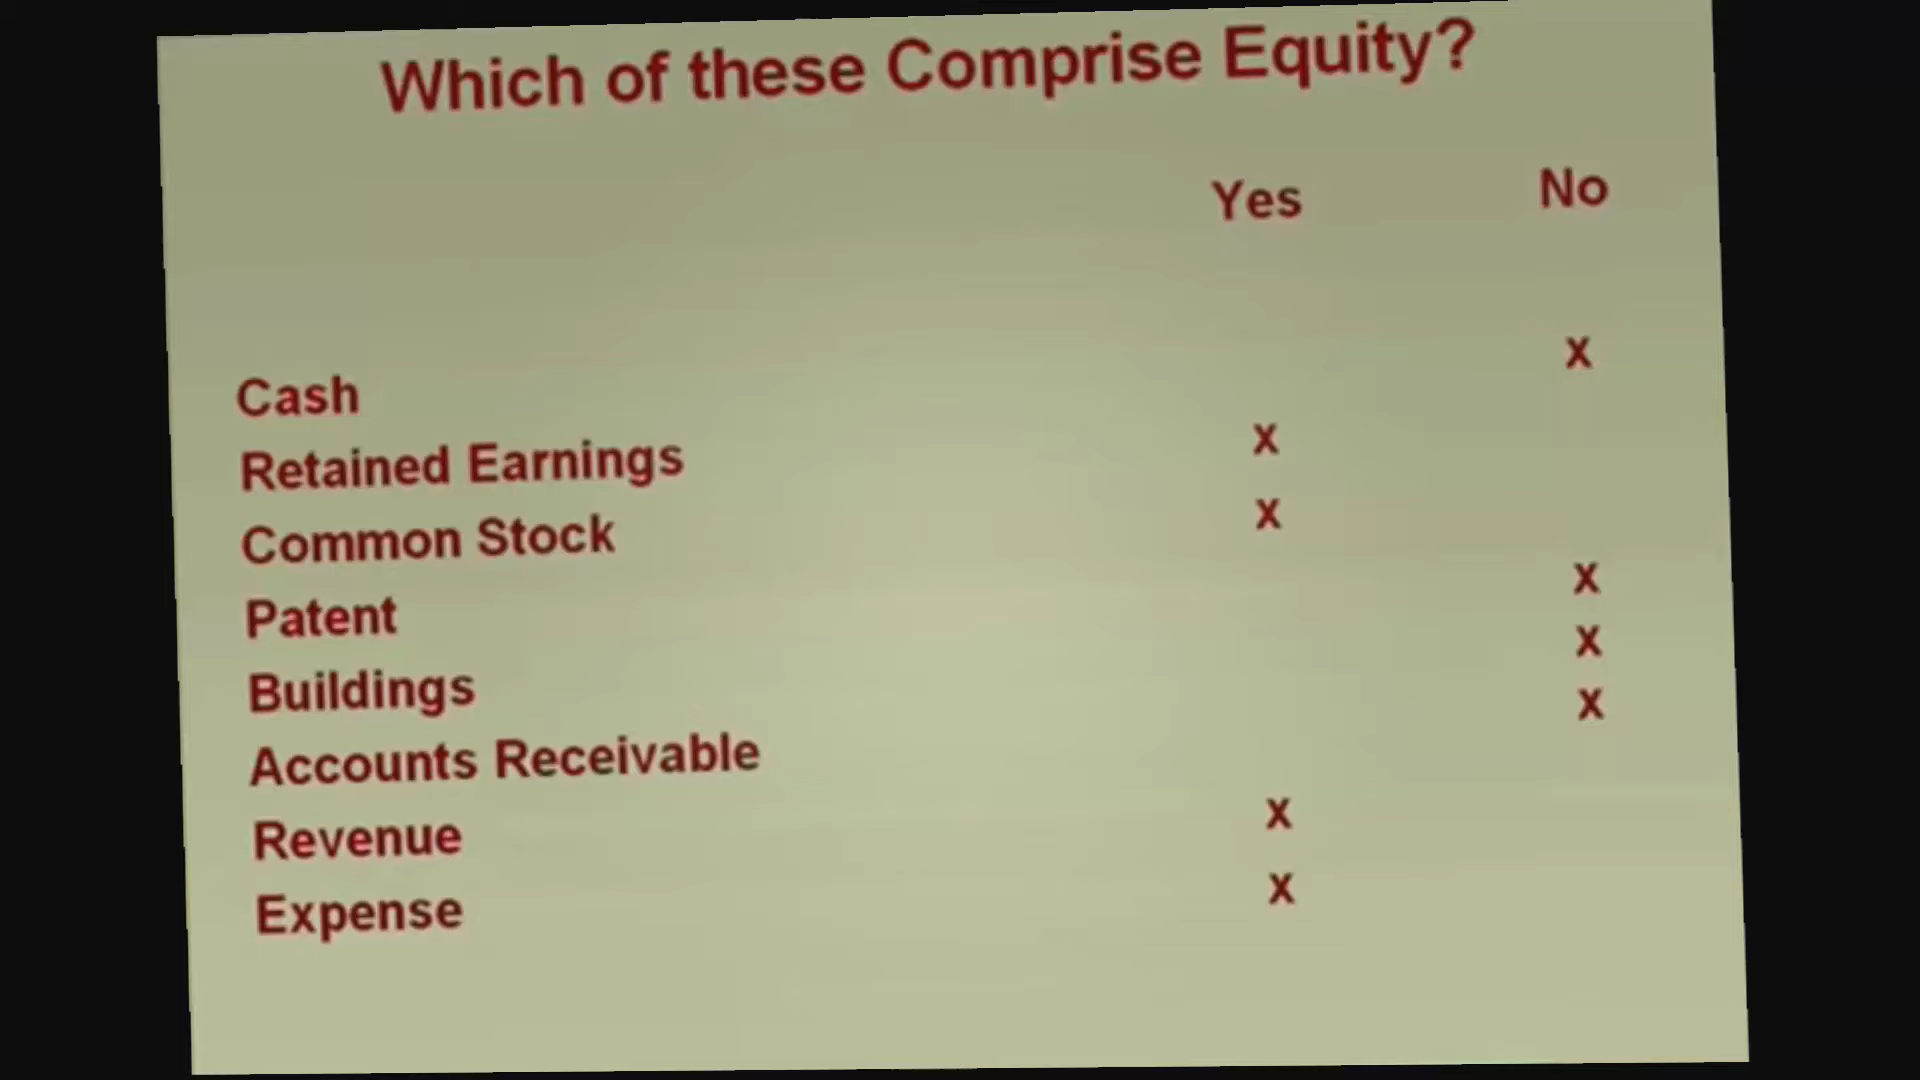 Which of these Comprise Equity?
Yes No
Cash x
Retained Earnings x
Common Stock x
Patent x
Buildings x
Accounts Receivable x
Revenue x
Expense x